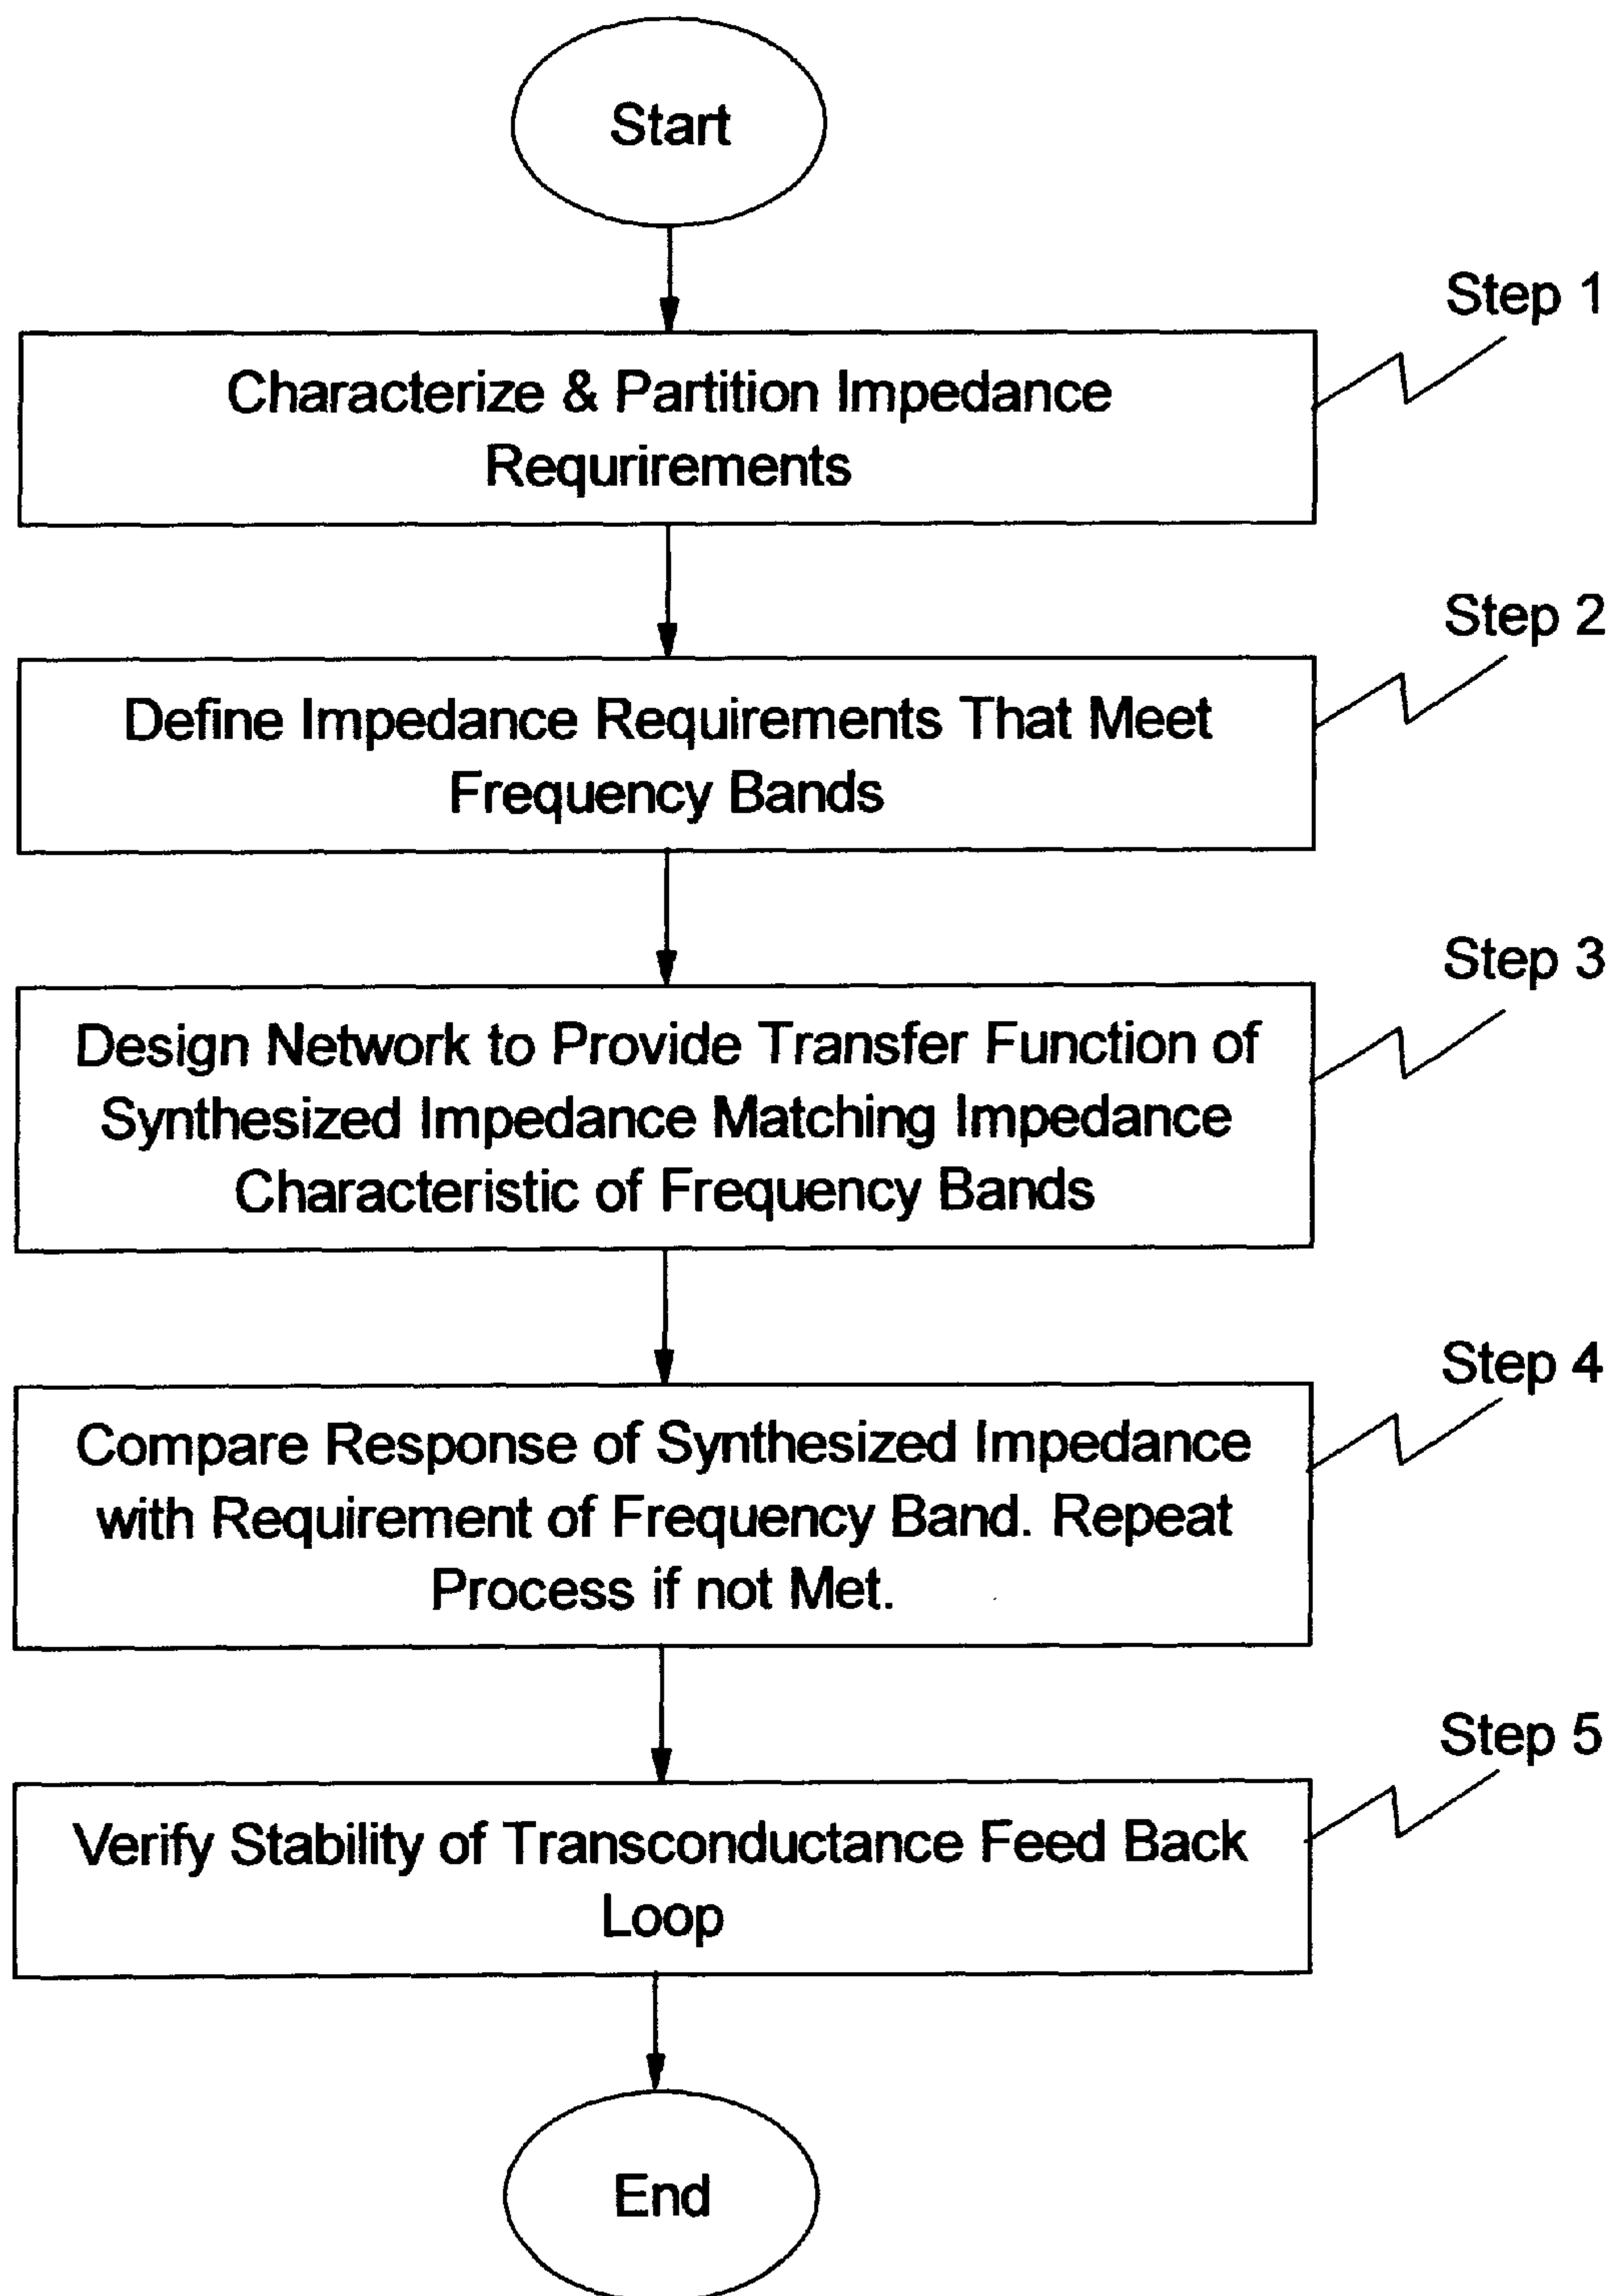 Start
Step 1
Characterize & Partition Impedance
Requrirements
Step 2
Define Impedance Requirements That Meet
Frequency Bands
Step 3
Design Network to Provide Transfer Function of
Synthesized Impedance Matching Impedance
Characteristic of Frequency Bands
Step 4
Compare Response of Synthesized Impedance
with Requirement of Frequency Band. Repeat
Process if not Met.
Step 5
Verify Stability of Transconductance Feed Back
Loop
End